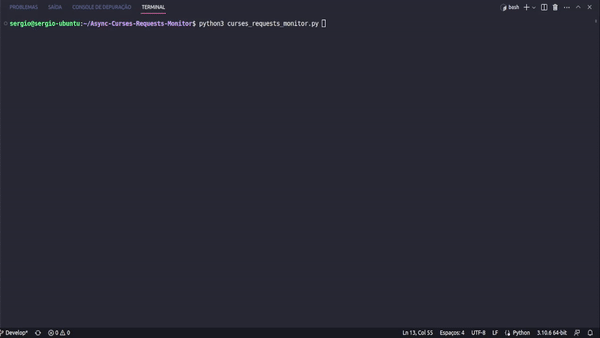 PROBLEMAS SAÍDA CONSOLE DE DEPURAÇÃO TERMINAL bash
sergio@sergio-ubuntu:~/Async-Curses-Requests-Monitor$ python3 curses_requests_monitor.py
Develop* 0 0 Ln 13, Col 55 Espaços: 4 UTF-8 LF Python 3.10.6 64-bit